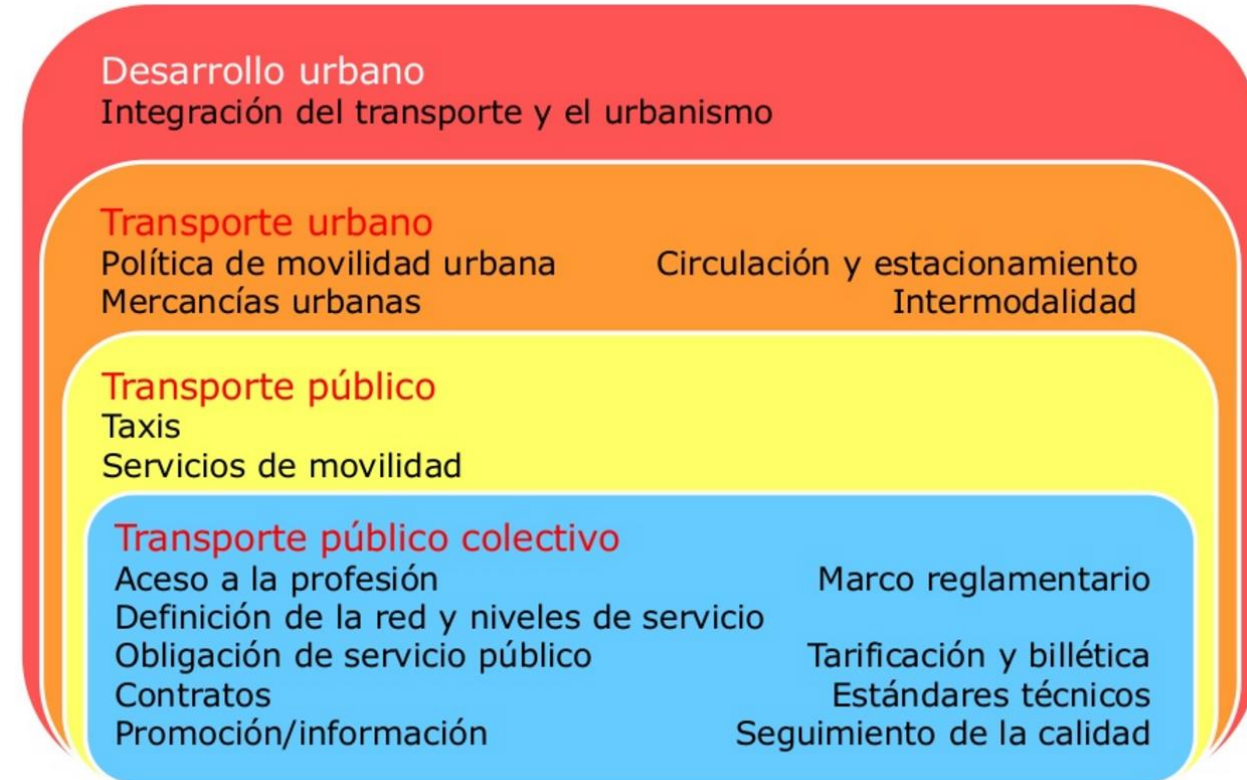 Desarrollo urbano
Integración del transporte y el urbanismo
Transporte urbano
Política de movilidad urbana Circulación y estacionamiento
Mercancías urbanas Intermodalidad
Transporte público
Taxis
Servicios de movilidad
Transporte público colectivo
Aceso a la profesión Marco reglamentario
Definición de la red y niveles de servicio
Obligación de servicio público Tarificación y billética
Contratos Estándares técnicos
Promoción/información Seguimiento de la calidad